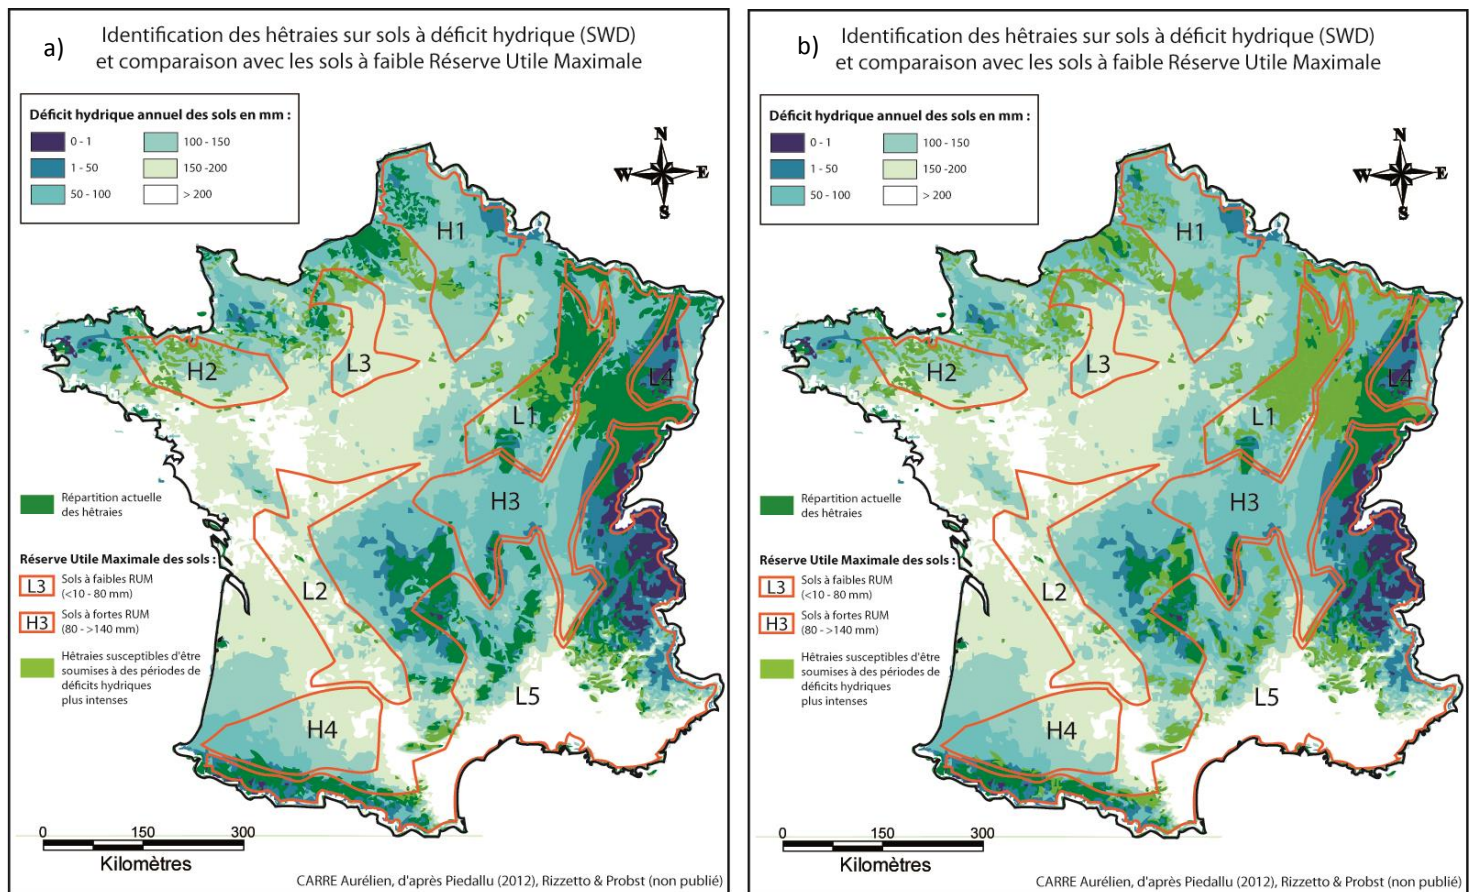 a)
Identification des hêtraies sur sols à déficit hydrique (SWD)
et comparaison avec les sols à faible Réserve Utile Maximale
Déficit hydrique annuel des sols en mm :
0 - 1
100 - 150
1 - 50
150 -200
50 - 100
> 200
N
W
E
S
H1
H2
L3
L4
L1
H3
L2
L5
H4
Répartition actuelle
des hêtraies
Réserve Utile Maximale des sols :
L3
Sols à faibles RUM
(<10 - 80 mm)
H3
Sols à fortes RUM
(80 - >140 mm)
Hêtraies susceptibles d'être
soumises à des périodes de
déficits hydriques
plus intenses
0
150
300
Kilomètres
CARRE Aurélien, d'après Piedallu (2012), Rizzetto & Probst (non publié)
b)
Identification des hêtraies sur sols à déficit hydrique (SWD)
et comparaison avec les sols à faible Réserve Utile Maximale
Déficit hydrique annuel des sols en mm :
0 - 1
100 - 150
1 - 50
150 -200
50 - 100
> 200
N
W
E
S
H1
H2
L3
L4
L1
H3
L2
L5
H4
Répartition actuelle
des hêtraies
Réserve Utile Maximale des sols :
L3
Sols à faibles RUM
(<10 - 80 mm)
H3
Sols à fortes RUM
(80 - >140 mm)
Hêtraies susceptibles d'être
soumises à des périodes de
déficits hydriques
plus intenses
0
150
300
Kilomètres
CARRE Aurélien, d'après Piedallu (2012), Rizzetto & Probst (non publié)